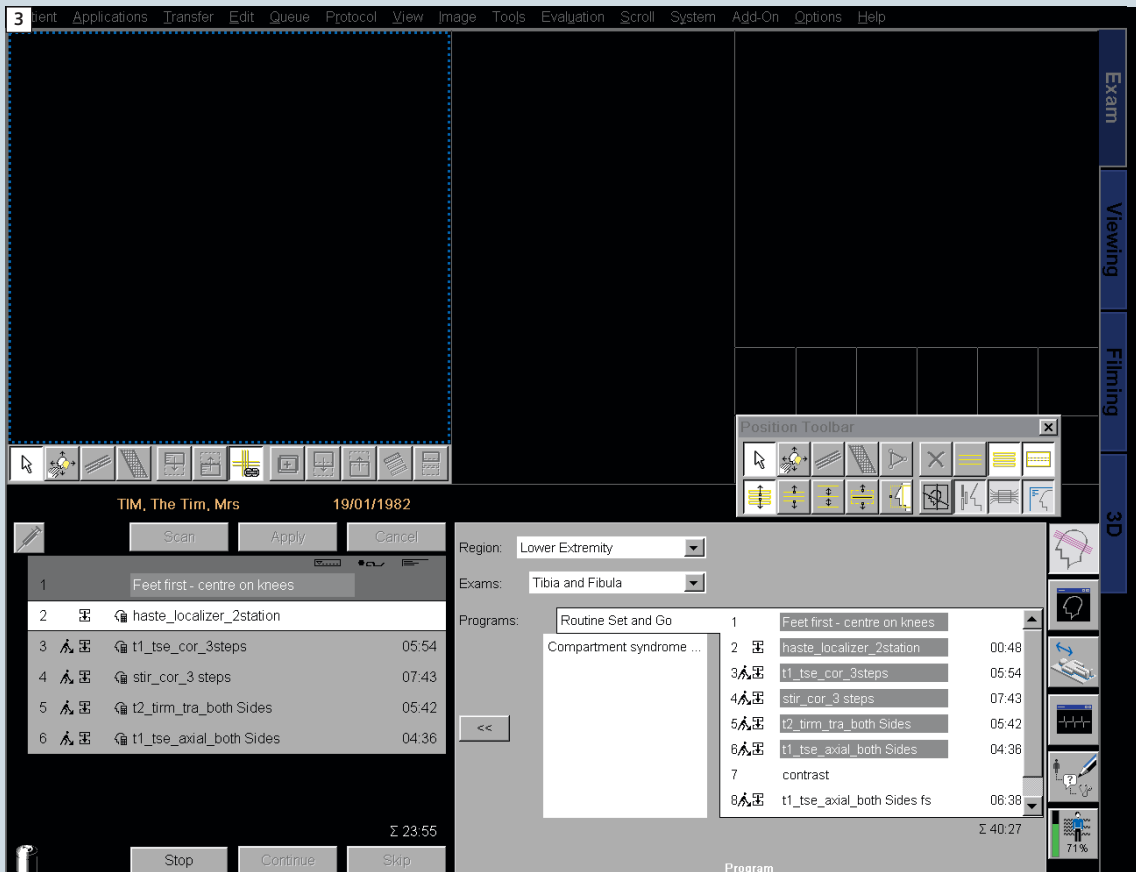 3
Applications Transfer Edit Queue Protocol View Image Tools Evaluation Scroll System Add-On Options Help
Exam
Viewing
Filming
3D
Position Toolbar
TIM, The Tim, Mrs 19/01/1982
Scan Apply Cancel
1 Feet first - centre on knees
2 haste_localizer_2station
3 t1_tse_cor_3steps 05:54
4 stir_cor_3 steps 07:43
5 t2_tirm_tra_both Sides 05:42
6 t1_tse_axial_both Sides 04:36
Σ 23:55
Stop Continue Skip
Region: Lower Extremity
Exams: Tibia and Fibula
Programs: Routine Set and Go
Compartment syndrome ...
<<
1 Feet first - centre on knees
2 haste_localizer_2station 00:48
3 t1_tse_cor_3steps 05:54
4 stir_cor_3 steps 07:43
5 t2_tirm_tra_both Sides 05:42
6 t1_tse_axial_both Sides 04:36
7 contrast
8 t1_tse_axial_both Sides fs 06:38
Σ 40:27
Program
71%